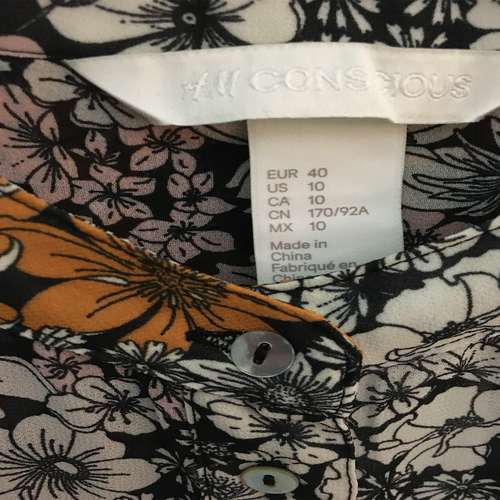 H&M CONSCIOUS
EUR 40
US 10
CA 10
CN 170/92A
MX 10
Made in
China
Fabriqué en